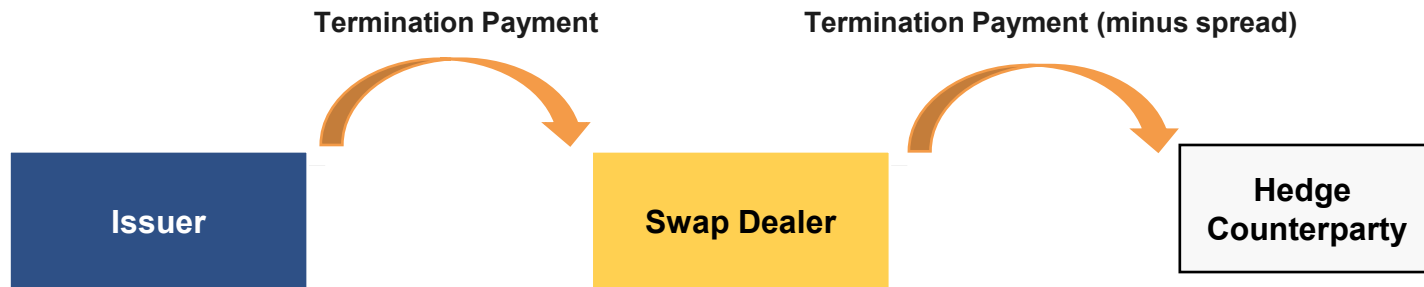 Termination Payment
Termination Payment (minus spread)
Issuer
Swap Dealer
Hedge
Counterparty